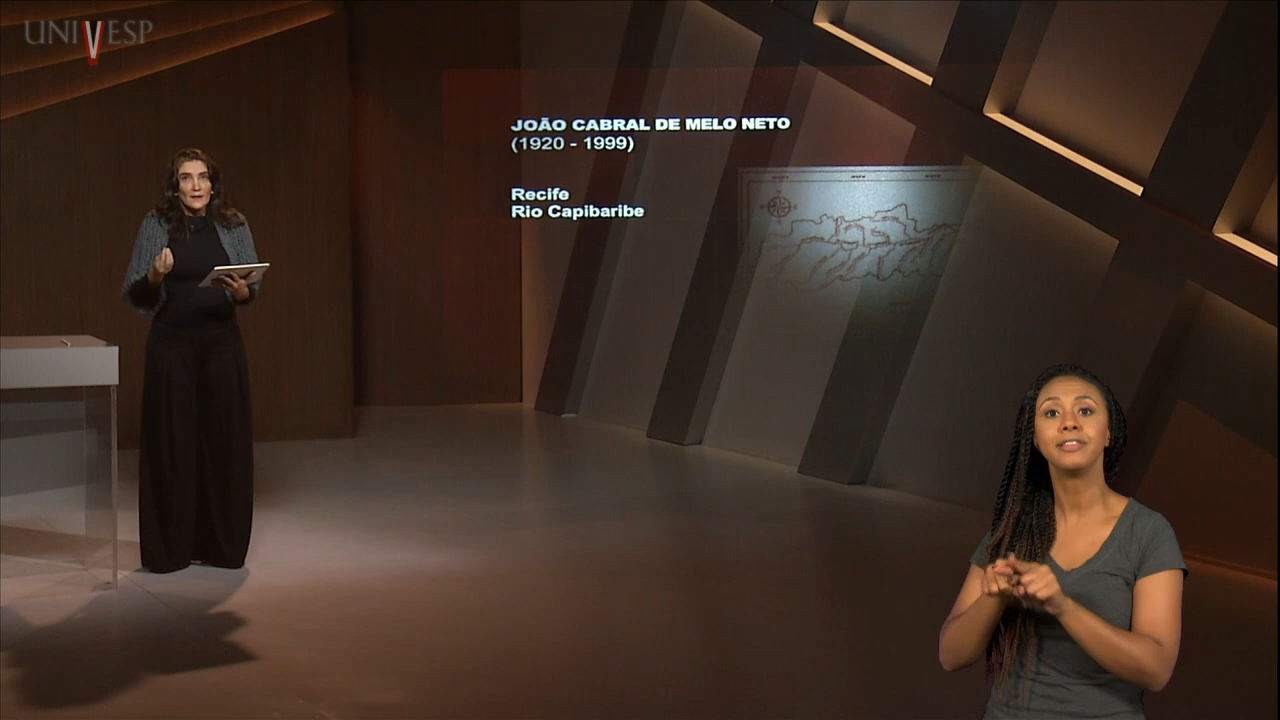 UNIVESP
JOÃO CABRAL DE MELO NETO
(1920 - 1999)
Recife
Rio Capibaribe